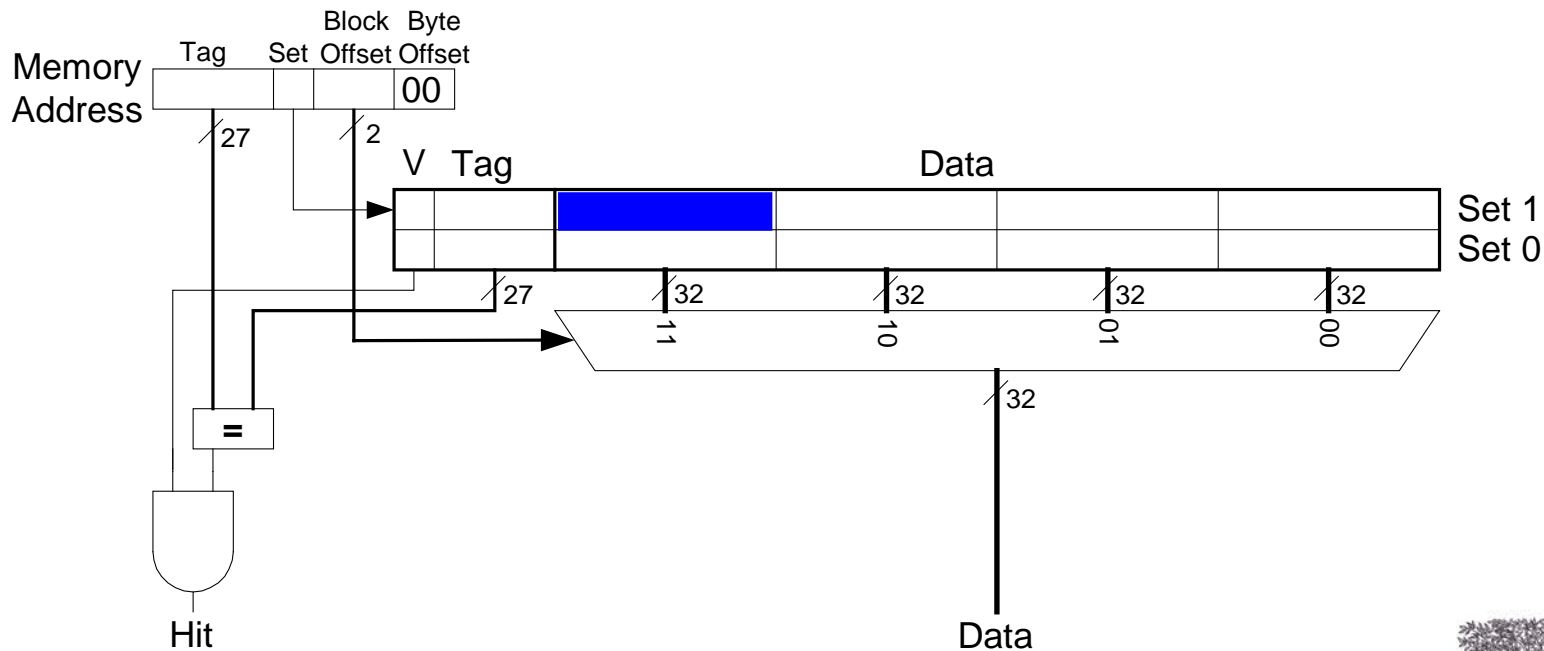 Block Byte
Tag Set Offset Offset
Memory Address
00
27
2
V Tag Data
Set 1
Set 0
27 32 32 32 32
11 10 01 00
32
=
Hit
Data